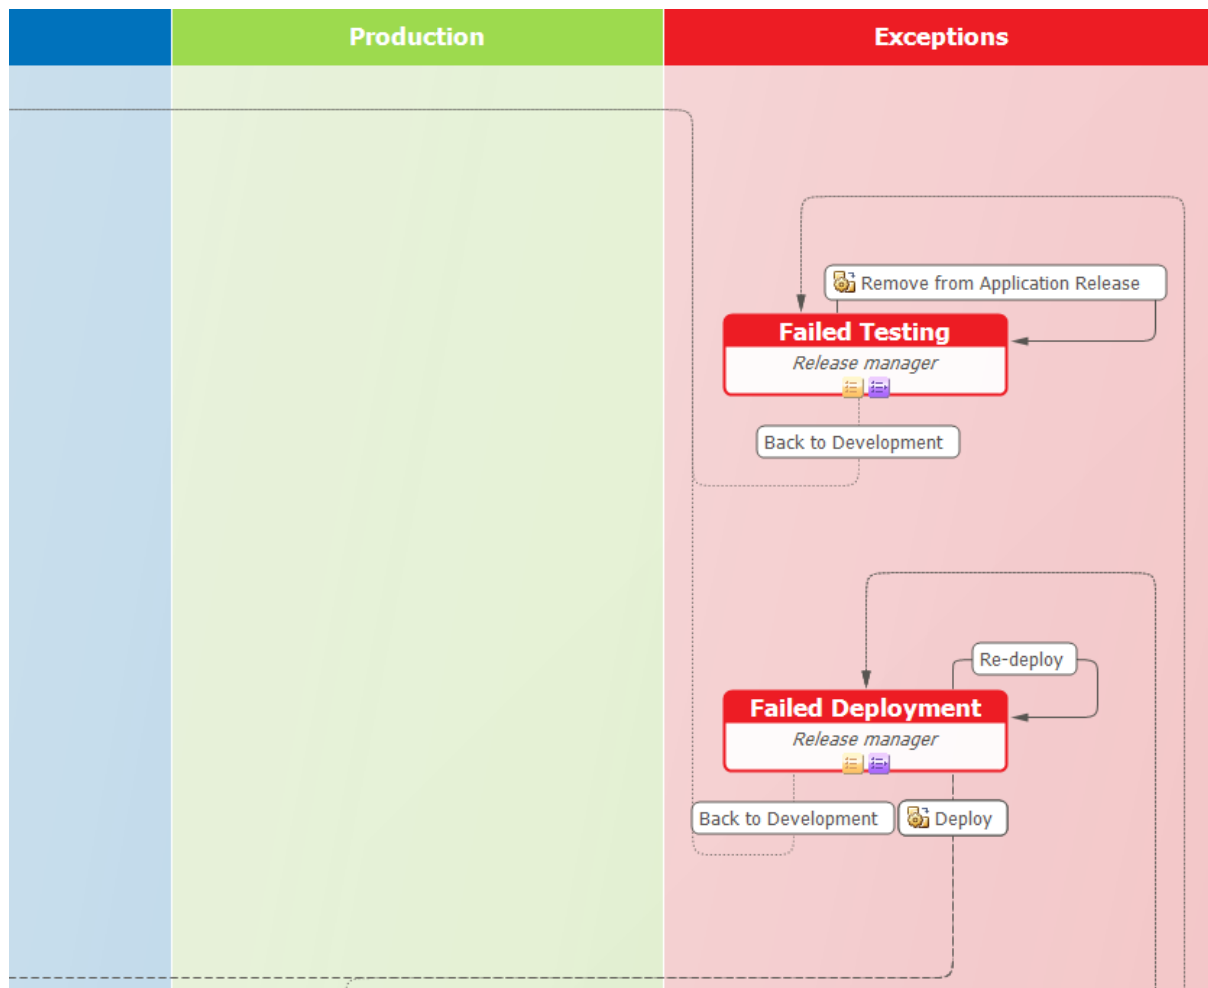 Production
Exceptions
Remove from Application Release
Failed Testing
Release manager
Back to Development
Re-deploy
Failed Deployment
Release manager
Back to Development
Deploy